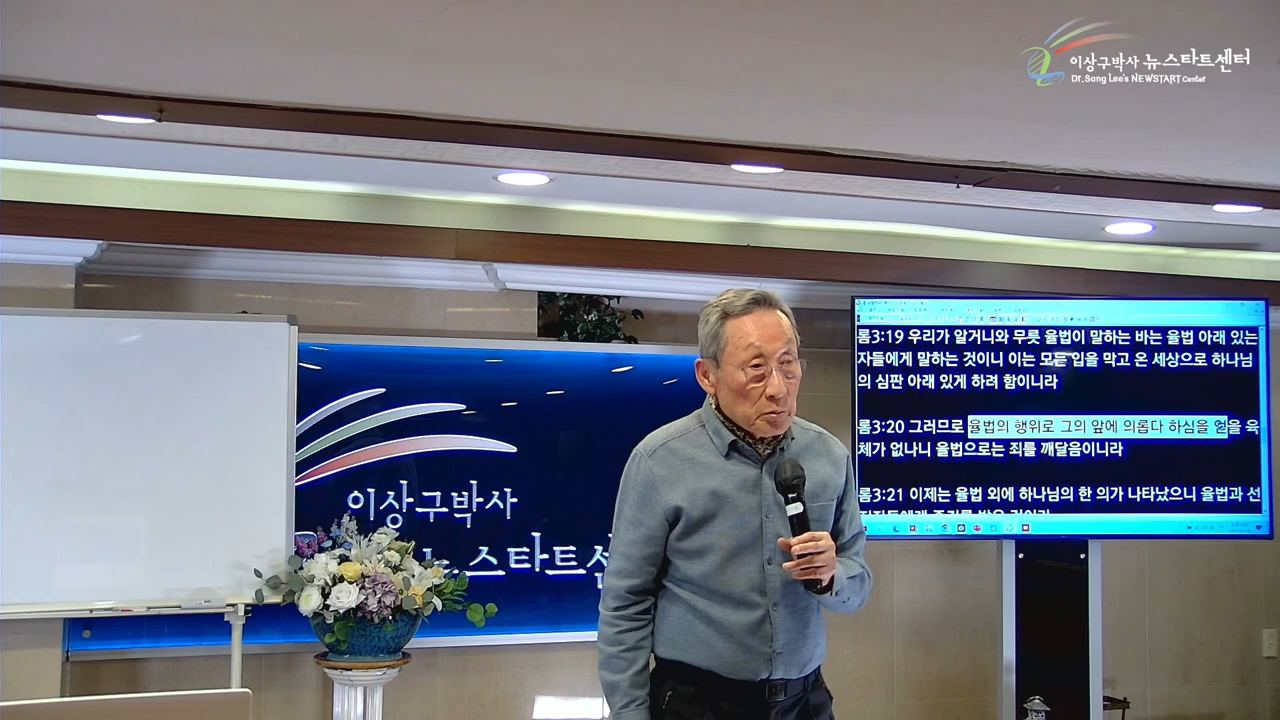 이상구박사 뉴스타트센터
Dr. Sang Lee's NEWSTART Center
이상구박사
뉴스타트센
롬3:19 우리가 알거니와 무릇 율법이 말하는 바는 율법 아래 있는
자들에게 말하는 것이니 이는 모든 입을 막고 온 세상으로 하나님
의 심판 아래 있게 하려 함이니라
롬3:20 그러므로 율법의 행위로 그의 앞에 의롭다 하심을 얻을 육
체가 없나니 율법으로는 죄를 깨달음이니라
롬3:21 이제는 율법 외에 하나님의 한 의가 나타났으니 율법과 선